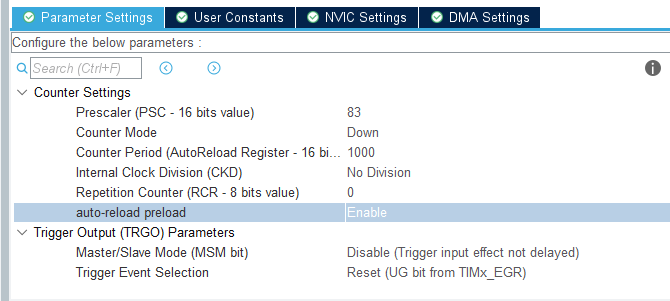 Parameter Settings User Constants NVIC Settings DMA Settings
Configure the below parameters :
Search (Ctrl+F)
Counter Settings
Prescaler (PSC - 16 bits value) 83
Counter Mode Down
Counter Period (AutoReload Register - 16 bi... 1000
Internal Clock Division (CKD) No Division
Repetition Counter (RCR - 8 bits value) 0
auto-reload preload Enable
Trigger Output (TRGO) Parameters
Master/Slave Mode (MSM bit) Disable (Trigger input effect not delayed)
Trigger Event Selection Reset (UG bit from TIMx_EGR)